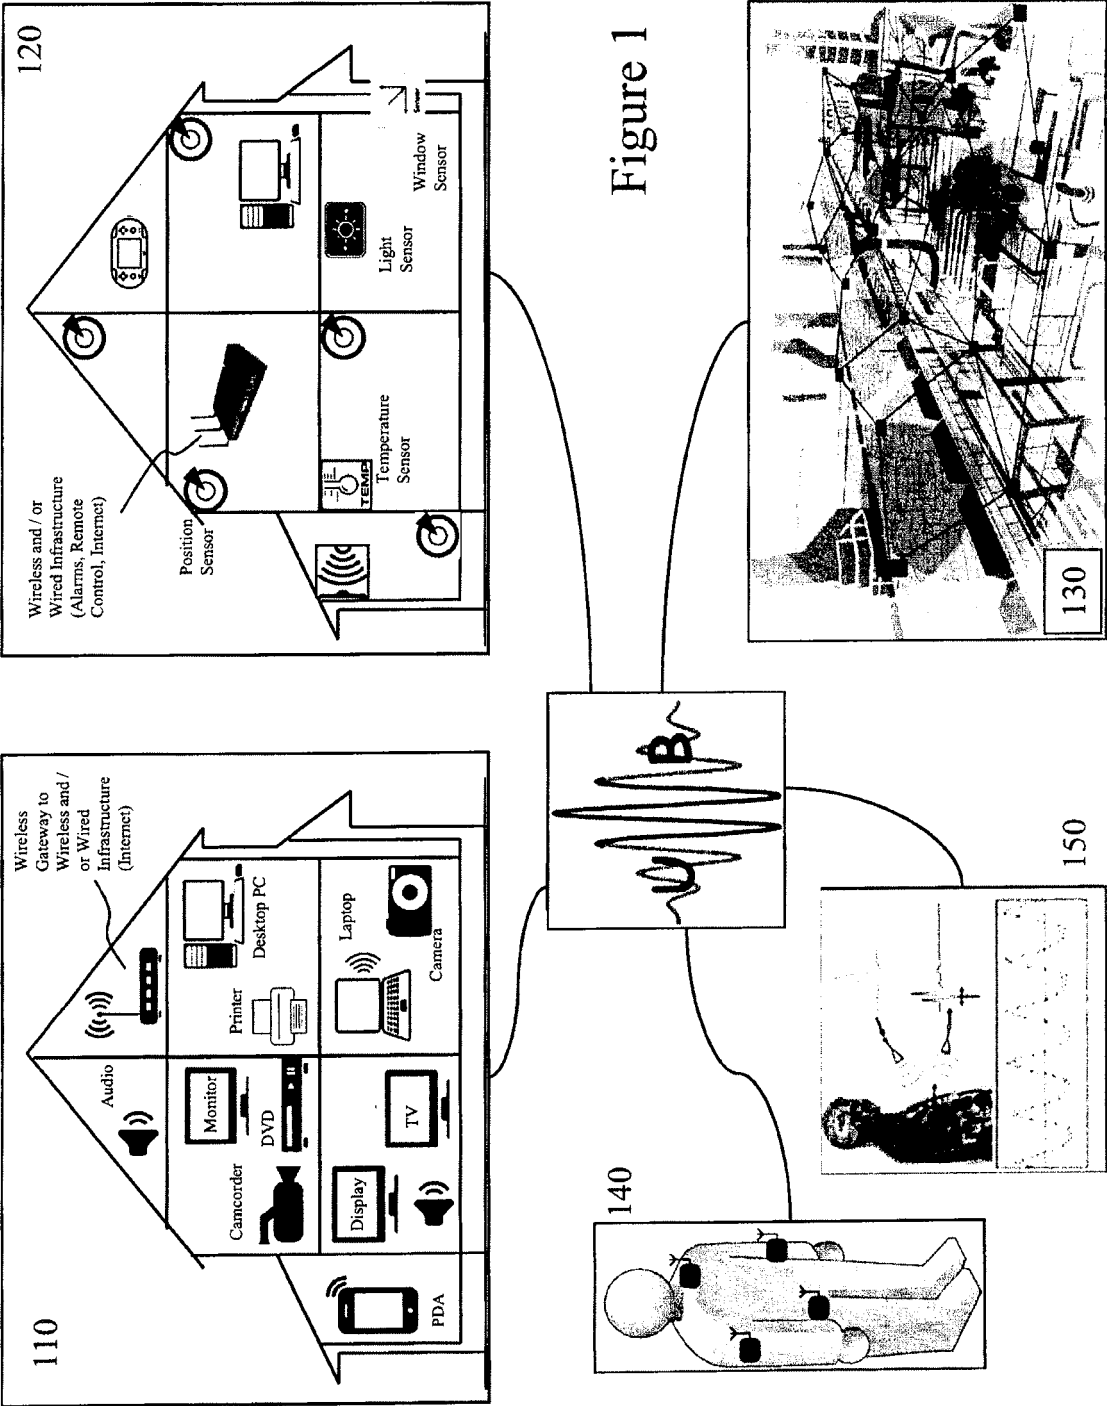 110
Wireless
Gateway to
Wireless and /
or Wired
Infrastructure
(Internet)
Audio
Camcorder
Monitor
DVD
Printer
Desktop PC
PDA
Display
TV
Laptop
Camera
120
Wireless and / or
Wired Infrastructure
(Alarms, Remote
Control, Internet)
Position
Sensor
TEMP
Temperature
Sensor
Light
Sensor
Window
Sensor
Sensor
U
B
140
150
130
Figure 1